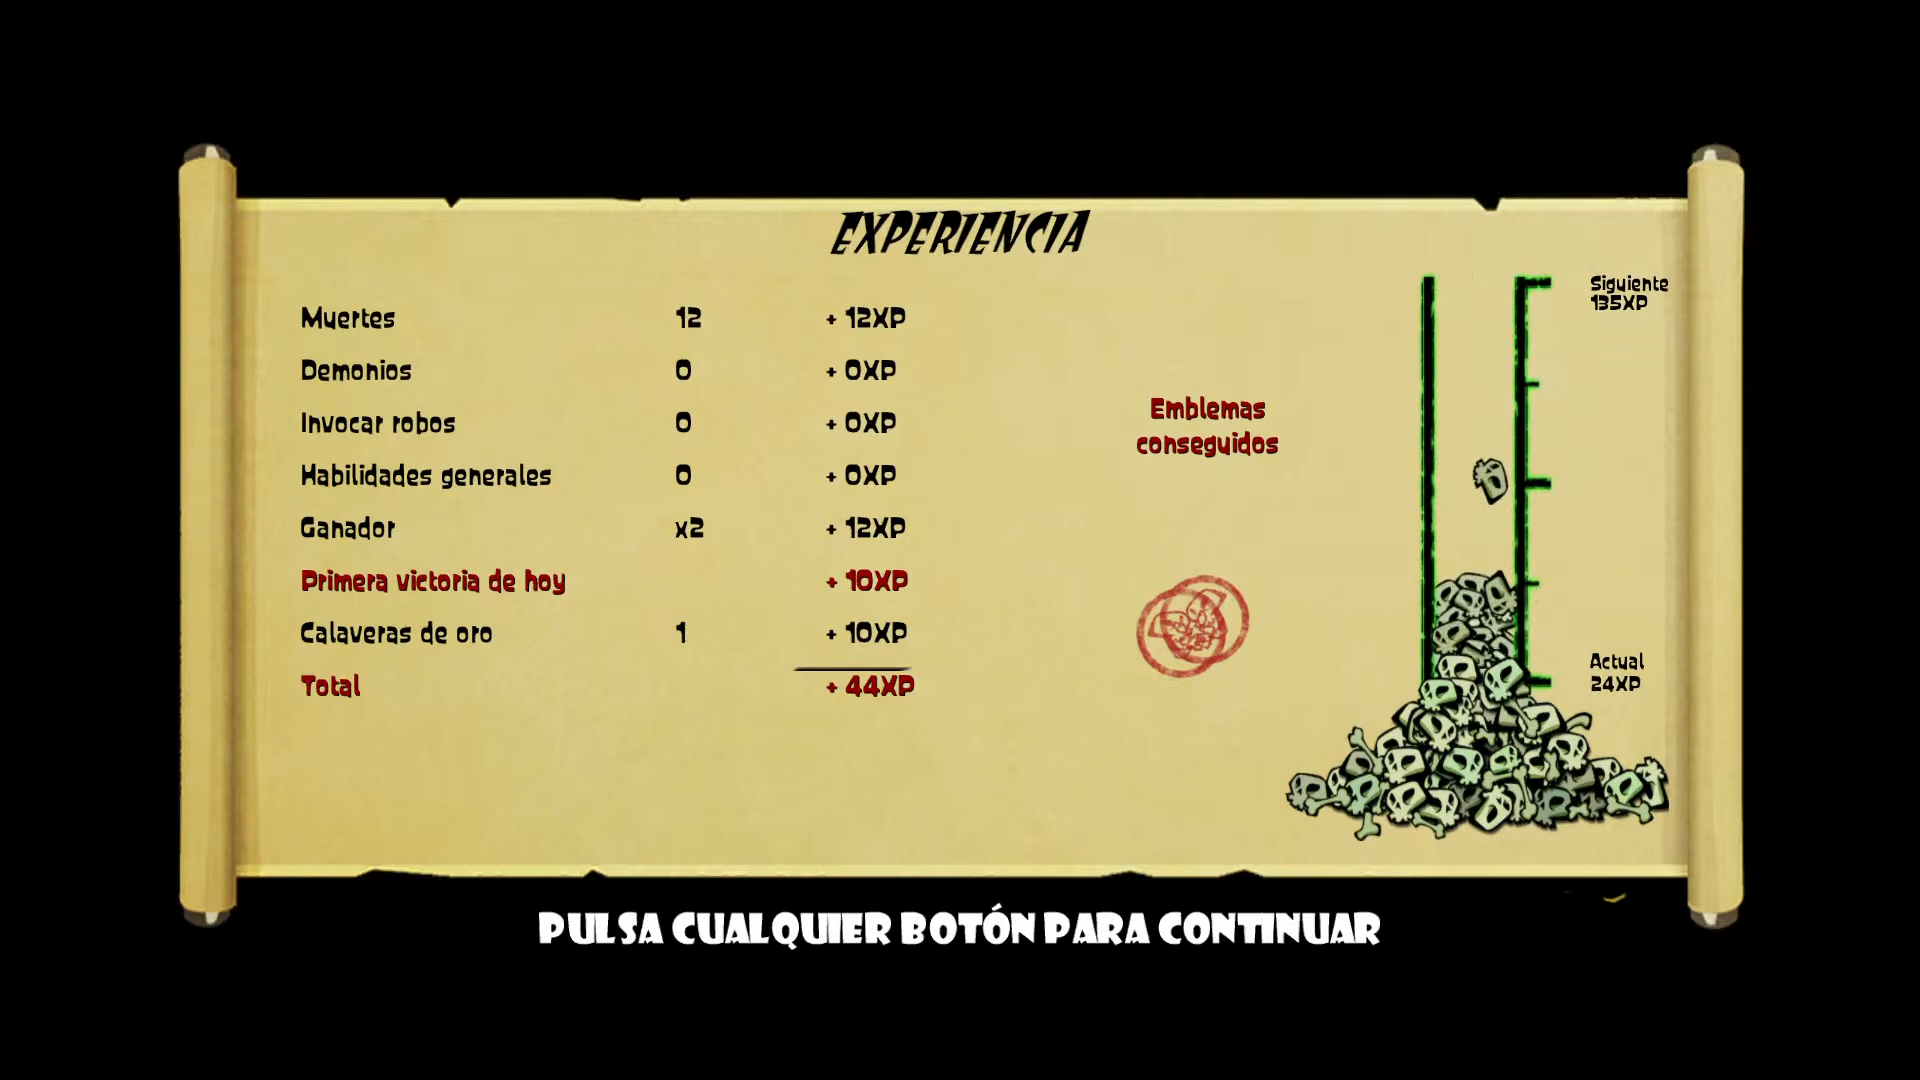 EXPERIENCIA
Muertes 12 + 12XP
Demonios 0 + 0XP
Invocar robos 0 + 0XP
Habilidades generales 0 + 0XP
Ganador x2 + 12XP
Primera victoria de hoy + 10XP
Calaveras de oro 1 + 10XP
Total + 44XP
Emblemas
conseguidos
Siguiente
135XP
Actual
24XP
PULSA CUALQUIER BOTÓN PARA CONTINUAR